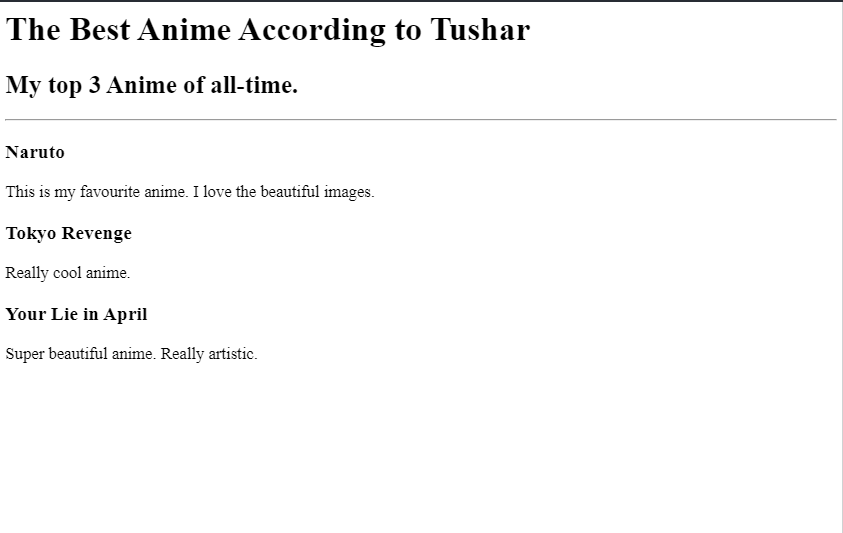 The Best Anime According to Tushar
My top 3 Anime of all-time.
Naruto
This is my favourite anime. I love the beautiful images.
Tokyo Revenge
Really cool anime.
Your Lie in April
Super beautiful anime. Really artistic.